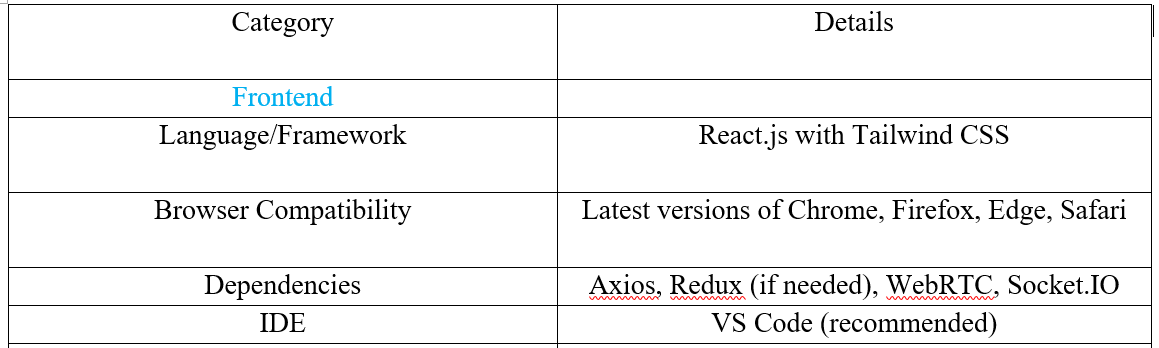 Category Details
Frontend
Language/Framework React.js with Tailwind CSS
Browser Compatibility Latest versions of Chrome, Firefox, Edge, Safari
Dependencies Axios, Redux (if needed), WebRTC, Socket.IO
IDE VS Code (recommended)